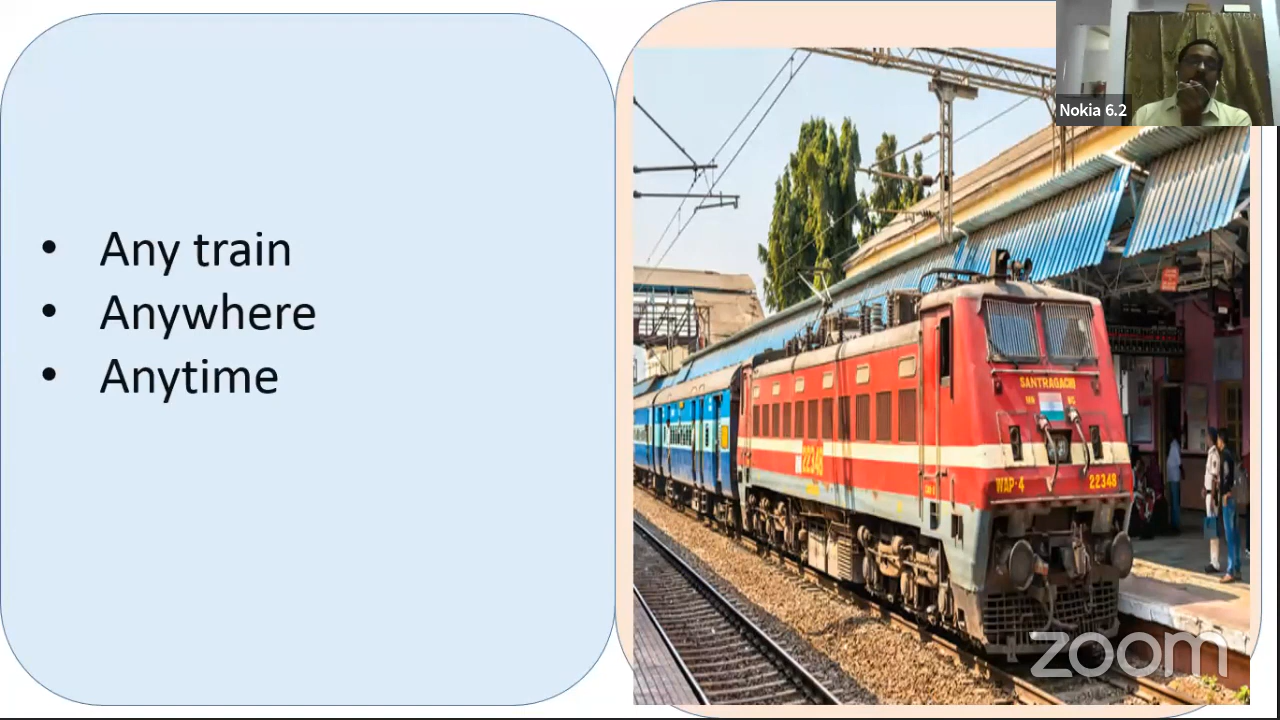 • Any train
• Anywhere
• Anytime
Nokia 6.2
SANTRAGACHI
22348
WAP-4
22348
zoom